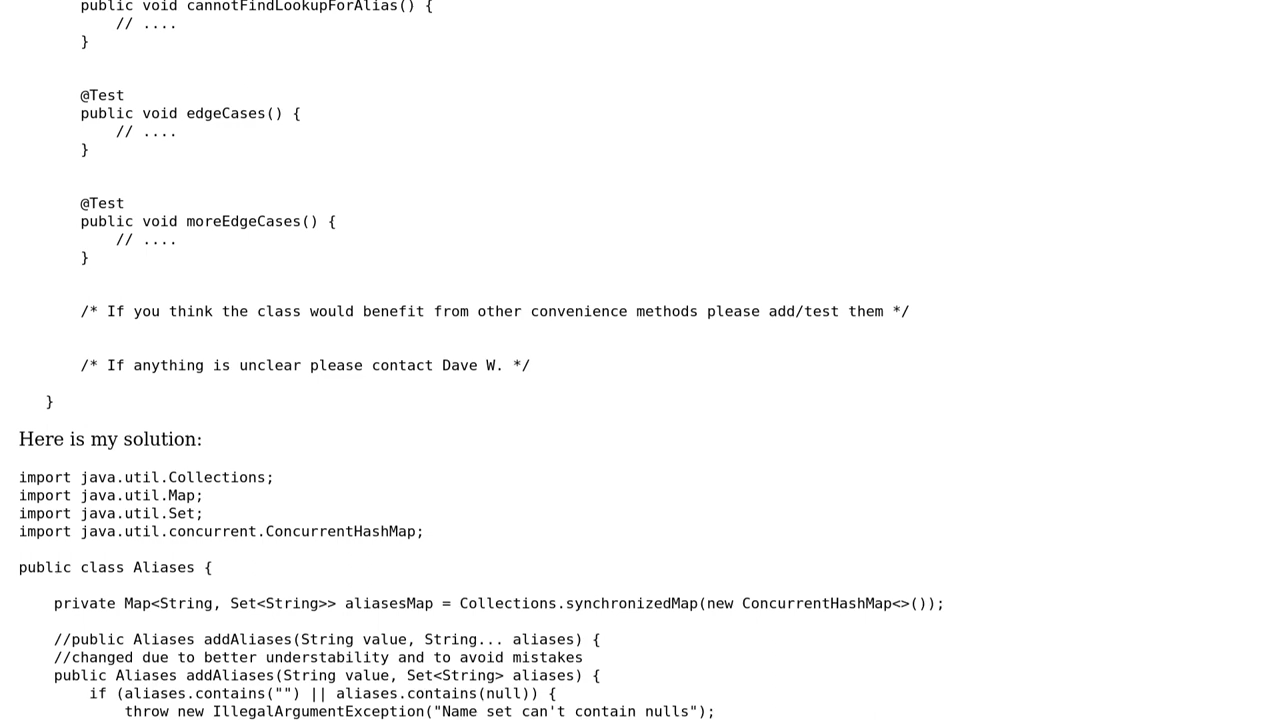 public void cannotFindLookupForAlias() {
// ....
}
@Test
public void edgeCases() {
// ....
}
@Test
public void moreEdgeCases() {
// ....
}
/* If you think the class would benefit from other convenience methods please add/test them */
/* If anything is unclear please contact Dave W. */
}
Here is my solution:
import java.util.Collections;
import java.util.Map;
import java.util.Set;
import java.util.concurrent.ConcurrentHashMap;
public class Aliases {
private Map<String, Set<String>> aliasesMap = Collections.synchronizedMap(new ConcurrentHashMap<>());
//public Aliases addAliases(String value, String... aliases) {
//changed due to better understability and to avoid mistakes
public Aliases addAliases(String value, Set<String> aliases) {
if (aliases.contains("") || aliases.contains(null)) {
throw new IllegalArgumentException("Name set can't contain nulls");